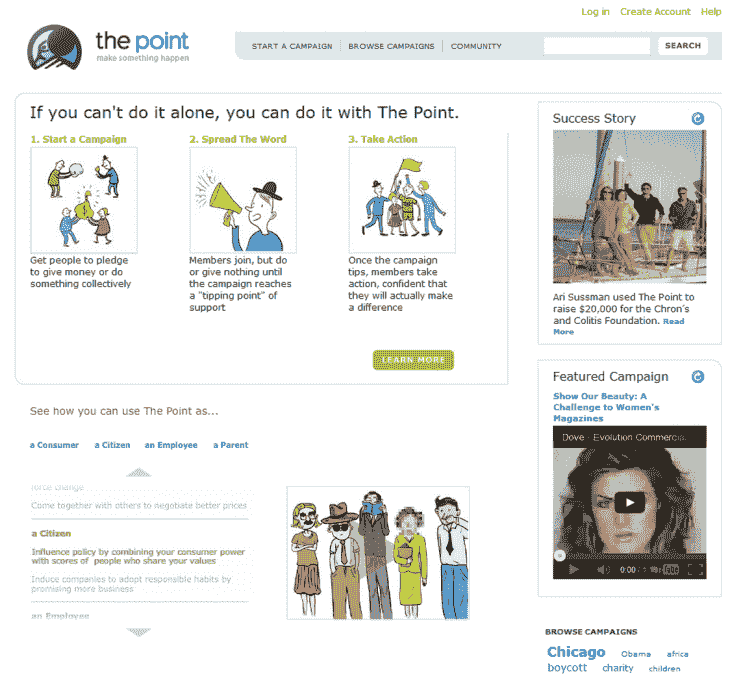 Log in Create Account Help
the point
make something happen
START A CAMPAIGN BROWSE CAMPAIGNS COMMUNITY SEARCH
If you can't do it alone, you can do it with The Point.
1. Start a Campaign
Get people to pledge
to give money or do
something collectively
2. Spread The Word
Members join, but do
or give nothing until
the campaign reaches
a "tipping point" of
support
3. Take Action
Once the campaign
tips, members take
action, confident that
they will actually make
a difference
LEARN MORE
Success Story
Ari Sussman used The Point to
raise $20,000 for the Chron's
and Colitis Foundation. Read
More
Featured Campaign
Show Our Beauty: A
Challenge to Women's
Magazines
Dove - Evolution Commercia
0:00
See how you can use The Point as...
a Consumer a Citizen an Employee a Parent
force change
Come together with others to negotiate better prices
a Citizen
Influence policy by combining your consumer power
with scores of people who share your values
Induce companies to adopt responsible habits by
promising more business
an Employee
BROWSE CAMPAIGNS
Chicago Obama africa
boycott charity children